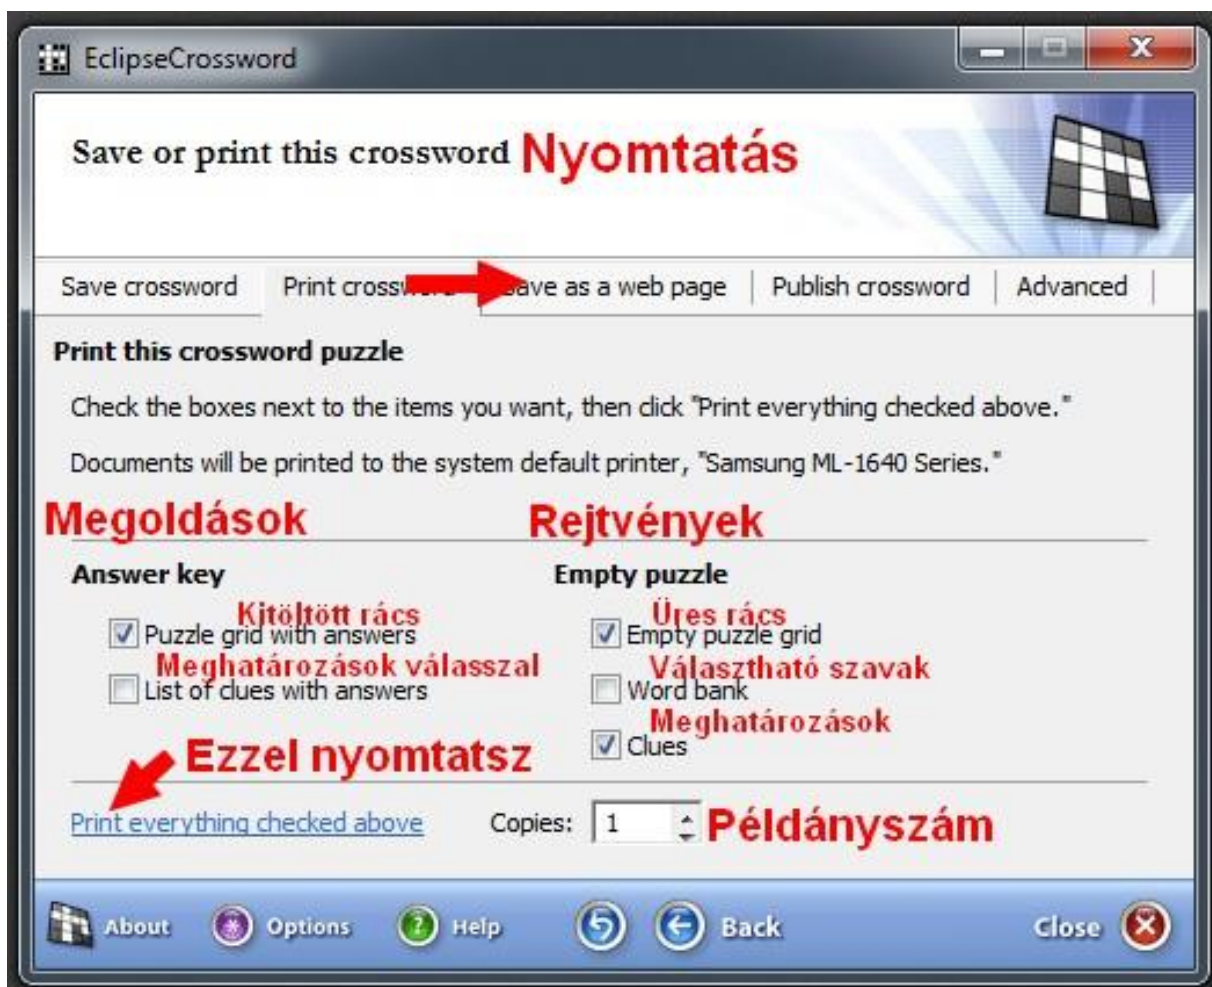 EclipseCrossword
Save or print this crossword Nyomtatás
Save crossword Print crossword Save as a web page Publish crossword Advanced
Print this crossword puzzle
Check the boxes next to the items you want, then click "Print everything checked above."
Documents will be printed to the system default printer, "Samsung ML-1640 Series."
Megoldások Rejtvények
Answer key Empty puzzle
Kitöltött rács Üres rács
Puzzle grid with answers Empty puzzle grid
Meghatározások válasszal Választható szavak
List of clues with answers Word bank
Meghatározások
Clues
Ezzel nyomtatsz
Print everything checked above Copies: 1 Példányszám
About Options Help Back Close